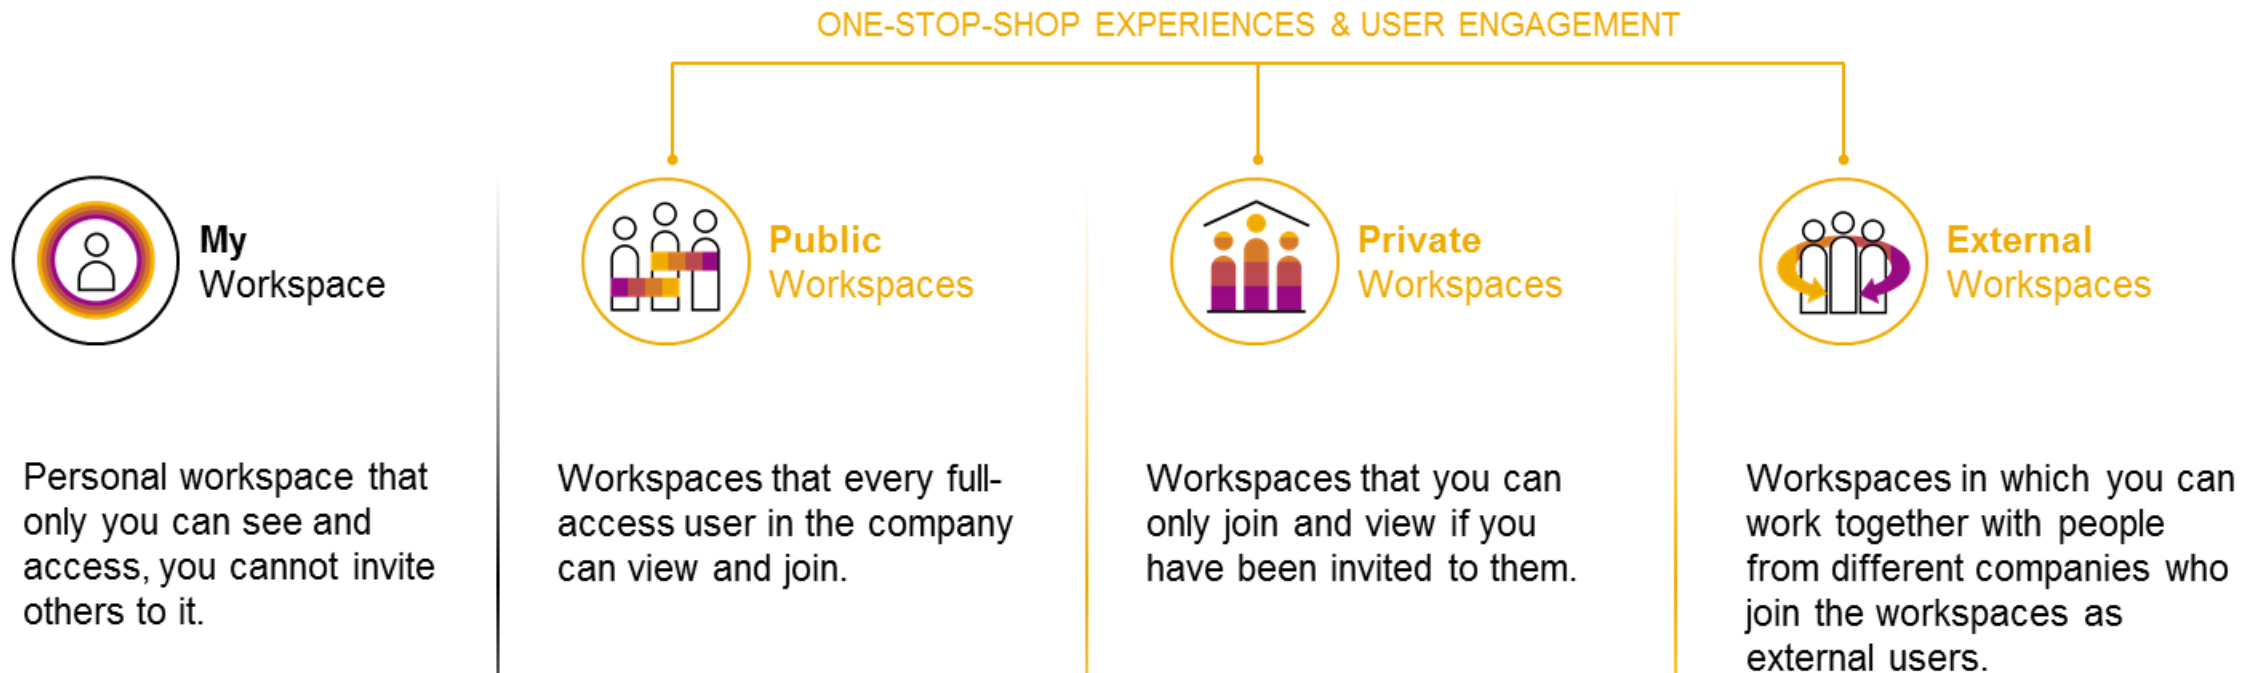 ONE-STOP-SHOP EXPERIENCES & USER ENGAGEMENT
My
Workspace
Personal workspace that
only you can see and
access, you cannot invite
others to it.
Public
Workspaces
Workspaces that every full-
access user in the company
can view and join.
Private
Workspaces
Workspaces that you can
only join and view if you
have been invited to them.
External
Workspaces
Workspaces in which you can
work together with people
from different companies who
join the workspaces as
external users.